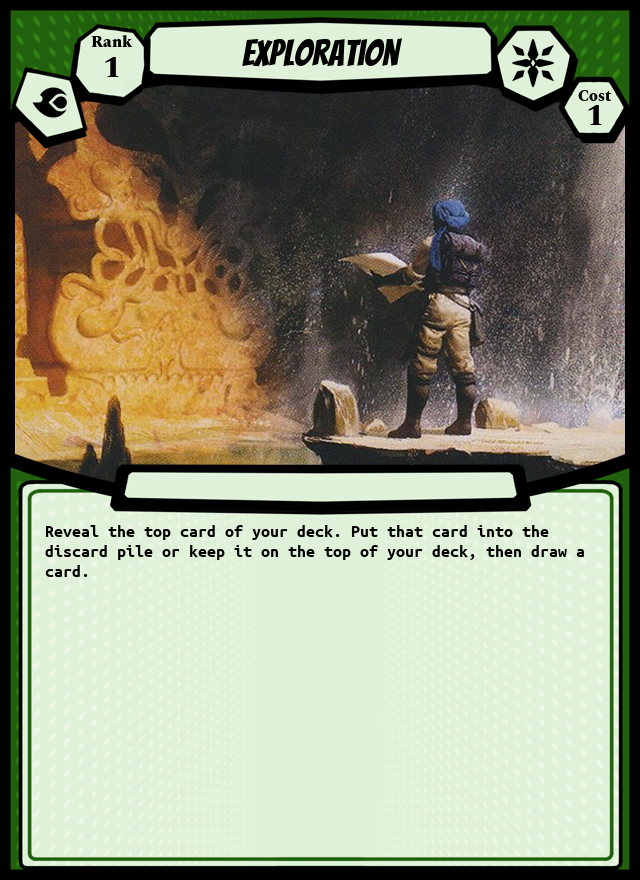 Rank
1
EXPLORATION
Cost
1
Reveal the top card of your deck. Put that card into the
discard pile or keep it on the top of your deck, then draw a
card.